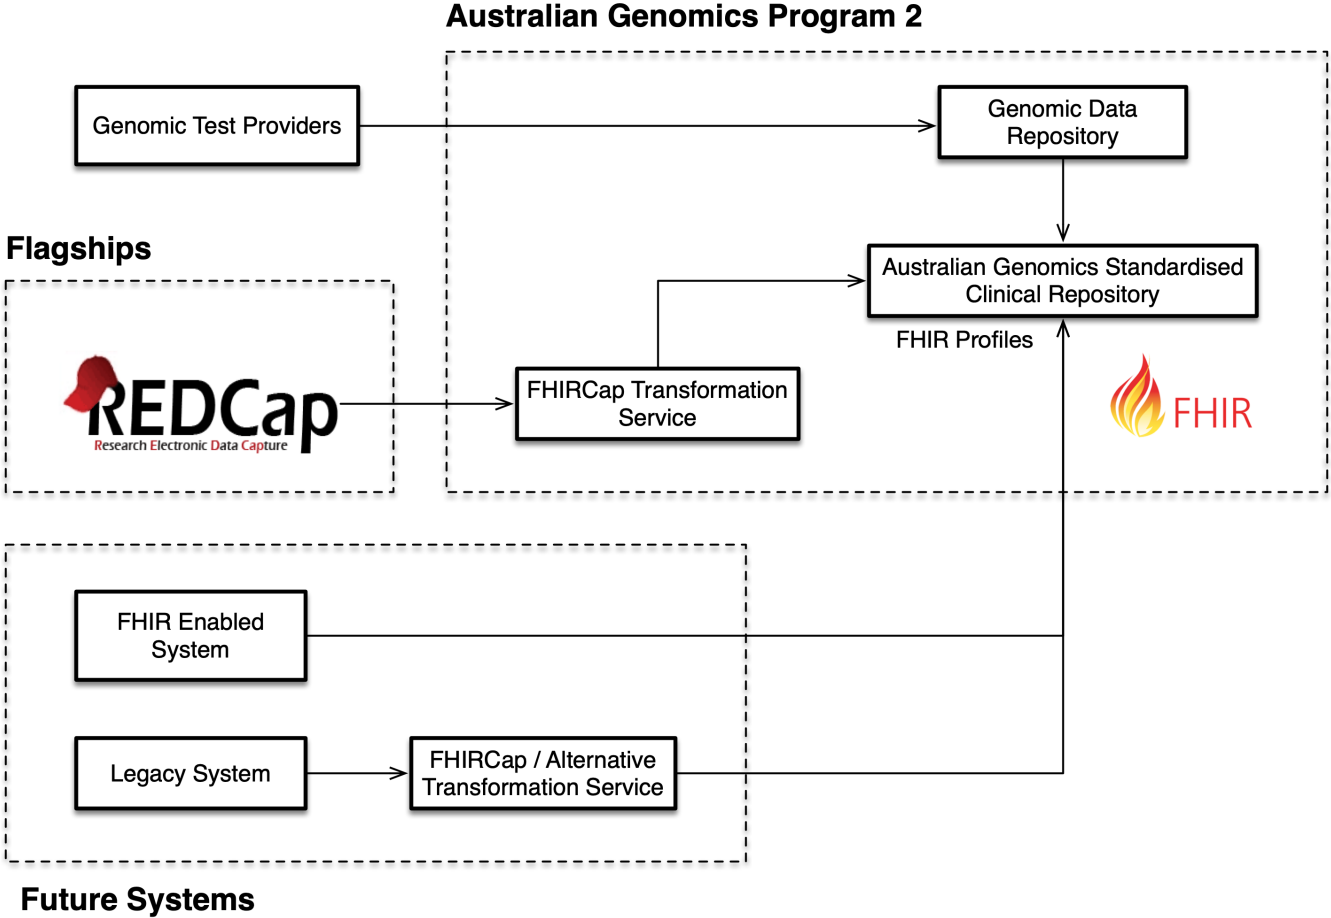 Australian Genomics Program 2
Genomic Test Providers
Genomic Data
Repository
Flagships
Australian Genomics Standardised
Clinical Repository
FHIR Profiles
REDCap
Research Electronic Data Capture
FHIRCap Transformation
Service
FHIR
FHIR Enabled
System
Legacy System
FHIRCap / Alternative
Transformation Service
Future Systems